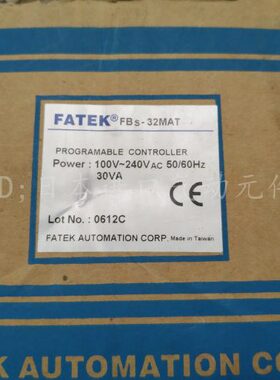 FATEK® FBs-32MAT
PROGRAMABLE CONTROLLER
Power : 100V~240VAC 50/60Hz
30VA
CE
Lot No. : 0612C
FATEK AUTOMATION CORP. Made in Taiwan
EK AUTOMATION C